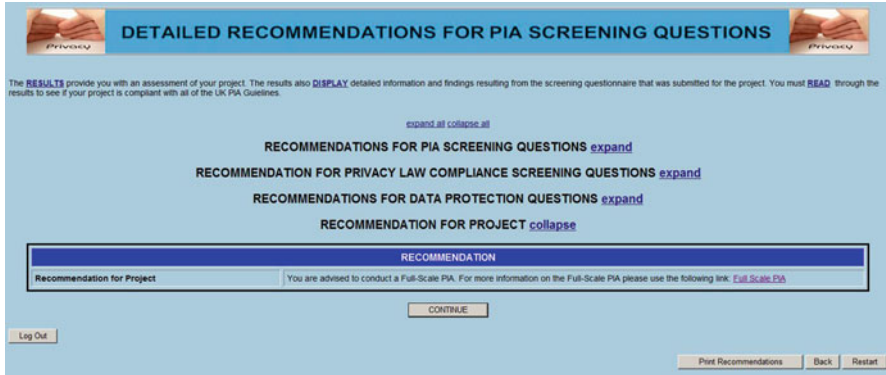 Privacy
DETAILED RECOMMENDATIONS FOR PIA SCREENING QUESTIONS
Privacy
The RESULTS provide you with an assessment of your project. The results also DISPLAY detailed information and findings resulting from the screening questionnaire that was submitted for the project. You must READ through the
results to see if your project is compliant with all of the UK PIA Guielines.
expand all collapse all
RECOMMENDATIONS FOR PIA SCREENING QUESTIONS expand
RECOMMENDATION FOR PRIVACY LAW COMPLIANCE SCREENING QUESTIONS expand
RECOMMENDATIONS FOR DATA PROTECTION QUESTIONS expand
RECOMMENDATION FOR PROJECT collapse
RECOMMENDATION
Recommendation for Project
You are advised to conduct a Full-Scale PIA. For more information on the Full-Scale PIA please use the following link: Full Scale PIA
CONTINUE
Log Out
Print Recommendations
Back
Restart